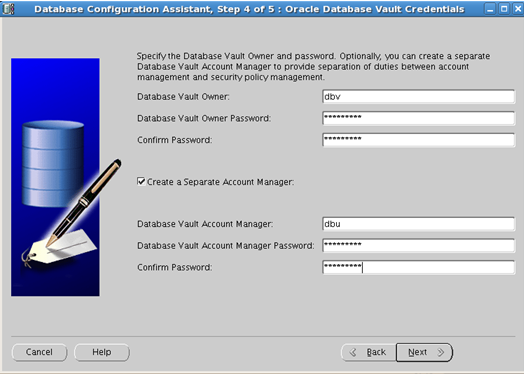 Database Configuration Assistant, Step 4 of 5 : Oracle Database Vault Credentials
Specify the Database Vault Owner and password. Optionally, you can create a separate
Database Vault Account Manager to provide separation of duties between account
management and security policy management.
Database Vault Owner: dbv
Database Vault Owner Password: *********
Confirm Password: *********
Create a Separate Account Manager:
Database Vault Account Manager: dbu
Database Vault Account Manager Password: *********
Confirm Password: *********
Cancel Help Back Next